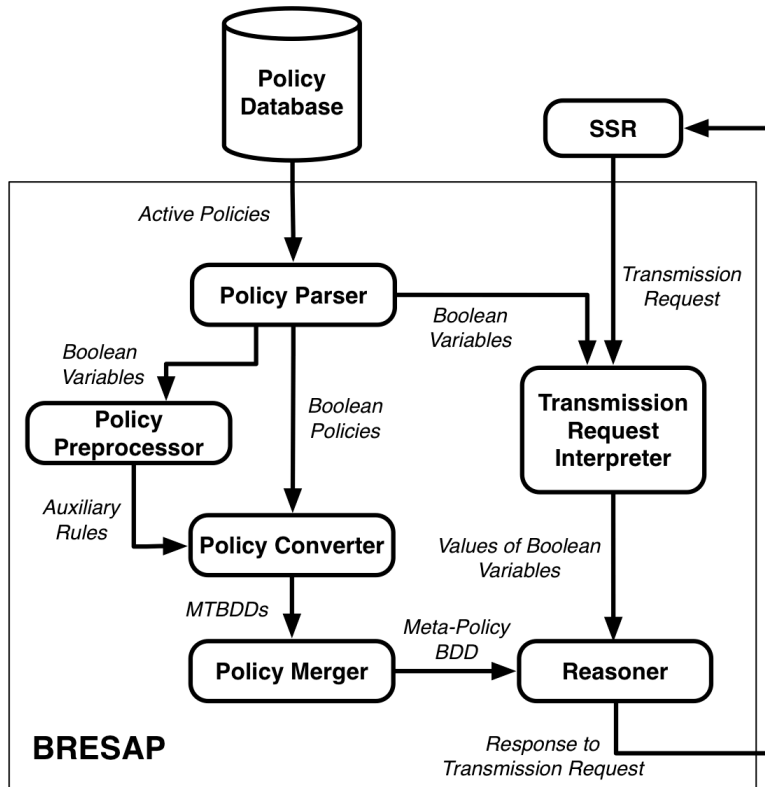 Policy
Database
SSR
Active Policies
Transmission
Request
Policy Parser
Boolean
Variables
Boolean
Variables
Policy
Preprocessor
Boolean
Policies
Transmission
Request
Interpreter
Auxiliary
Rules
Policy Converter
Values of Boolean
Variables
MTBDDs
Meta-Policy
BDD
Policy Merger
Reasoner
BRESAP
Response to
Transmission Request